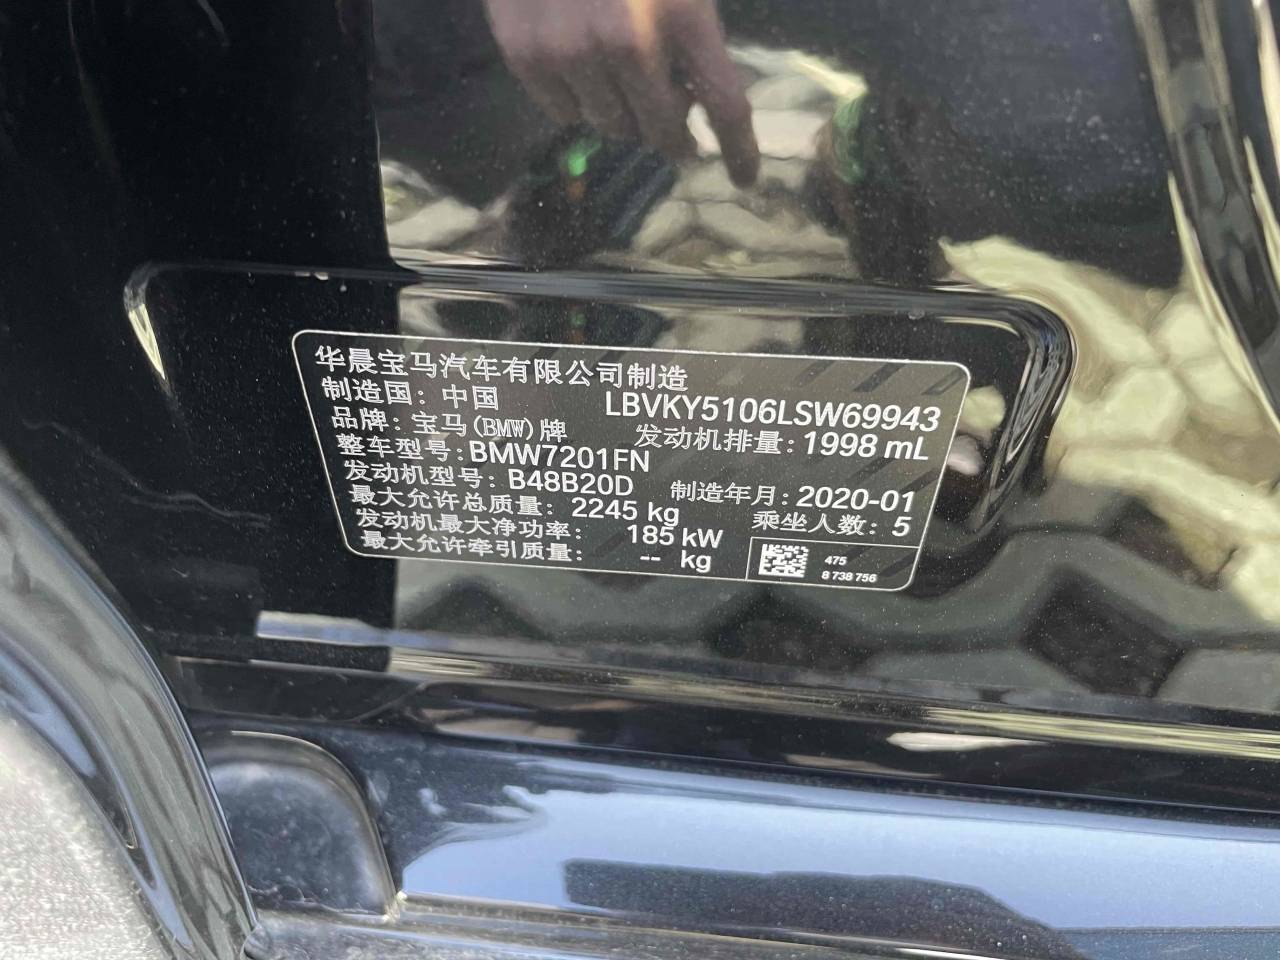 华晨宝马汽车有限公司制造
制造国：中国 LBVKY5106LSW69943
品牌：宝马(BMW)牌 发动机排量：1998 mL
整车型号：BMW7201FN
发动机型号：B48B20D 制造年月：2020-01
最大允许总质量：2245 kg 乘坐人数：5
发动机最大净功率：185 kW
最大允许牵引质量：-- kg
475
8 738 756